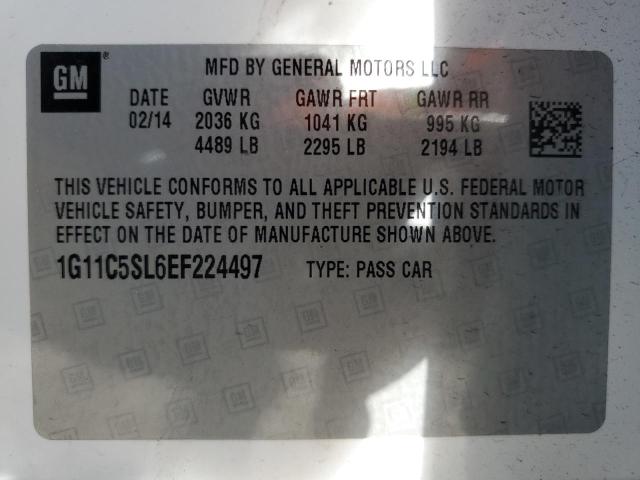 GM ®
MFD BY GENERAL MOTORS LLC
DATE GVWR GAWR FRT GAWR RR
02/14 2036 KG 1041 KG 995 KG
4489 LB 2295 LB 2194 LB
THIS VEHICLE CONFORMS TO ALL APPLICABLE U.S. FEDERAL MOTOR
VEHICLE SAFETY, BUMPER, AND THEFT PREVENTION STANDARDS IN
EFFECT ON THE DATE OF MANUFACTURE SHOWN ABOVE.
1G11C5SL6EF224497 TYPE: PASS CAR